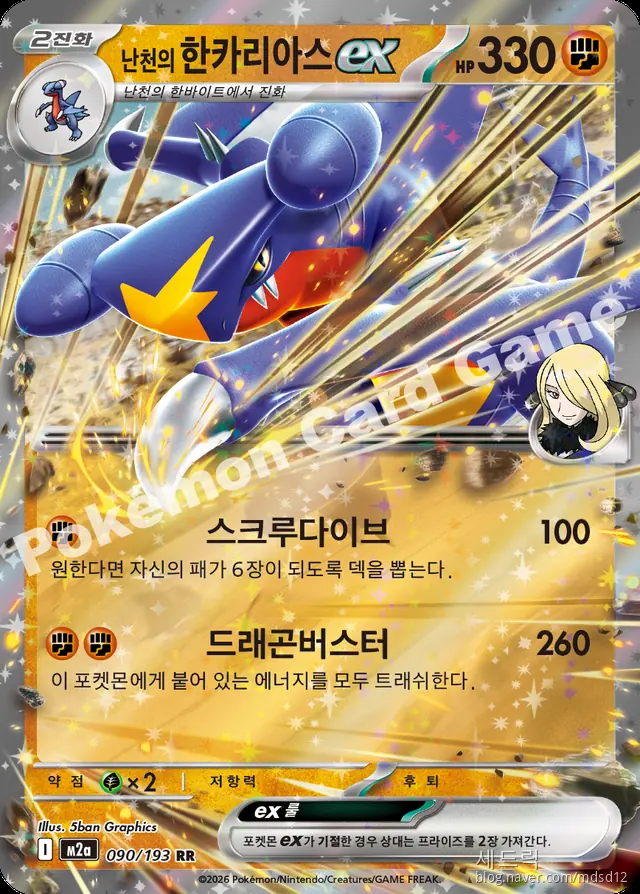 2진화
난천의 한카리아스 ex HP 330
난천의 한바이트에서 진화
Pokémon Card Game
스크루다이브 100
원한다면 자신의 패가 6장이 되도록 덱을 뽑는다.
드래곤버스터 260
이 포켓몬에게 붙어 있는 에너지를 모두 트래쉬한다.
약점 ×2 저항력 후퇴
ex 룰
포켓몬 ex가 기절한 경우 상대는 프라이즈를 2장 가져간다.
Illus. 5ban Graphics
I M2a 090/193 RR
©2026 Pokémon/Nintendo/Creatures/GAME FREAK.
세드릭
blog.naver.com/mdsd12